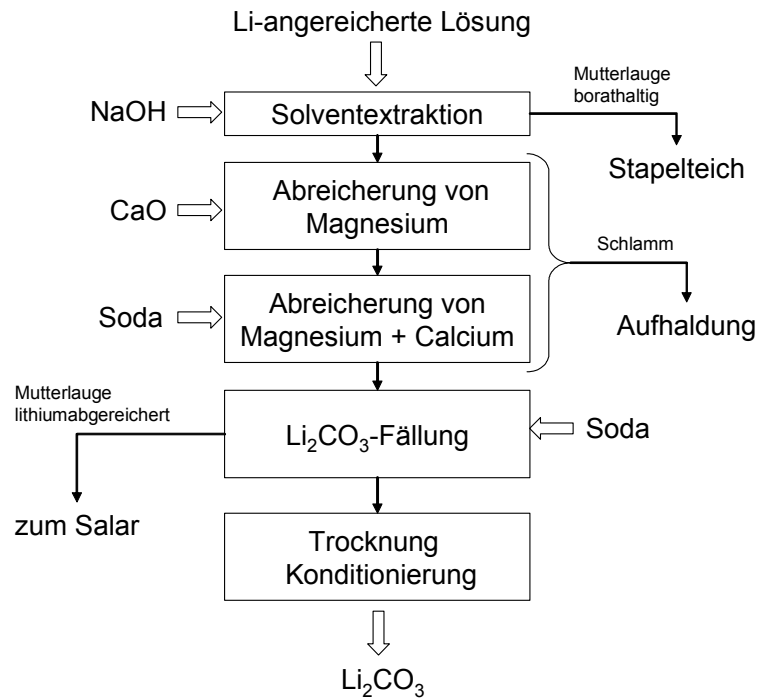 Li-angereicherte Lösung
NaOH
Solventextraktion
Mutterlauge
borathaltig
Stapelteich
CaO
Abreicherung von
Magnesium
Schlamm
Soda
Abreicherung von
Magnesium + Calcium
Aufhaldung
Mutterlauge
lithiumabgereichert
Li₂CO₃-Fällung
Soda
zum Salar
Trocknung
Konditionierung
Li₂CO₃